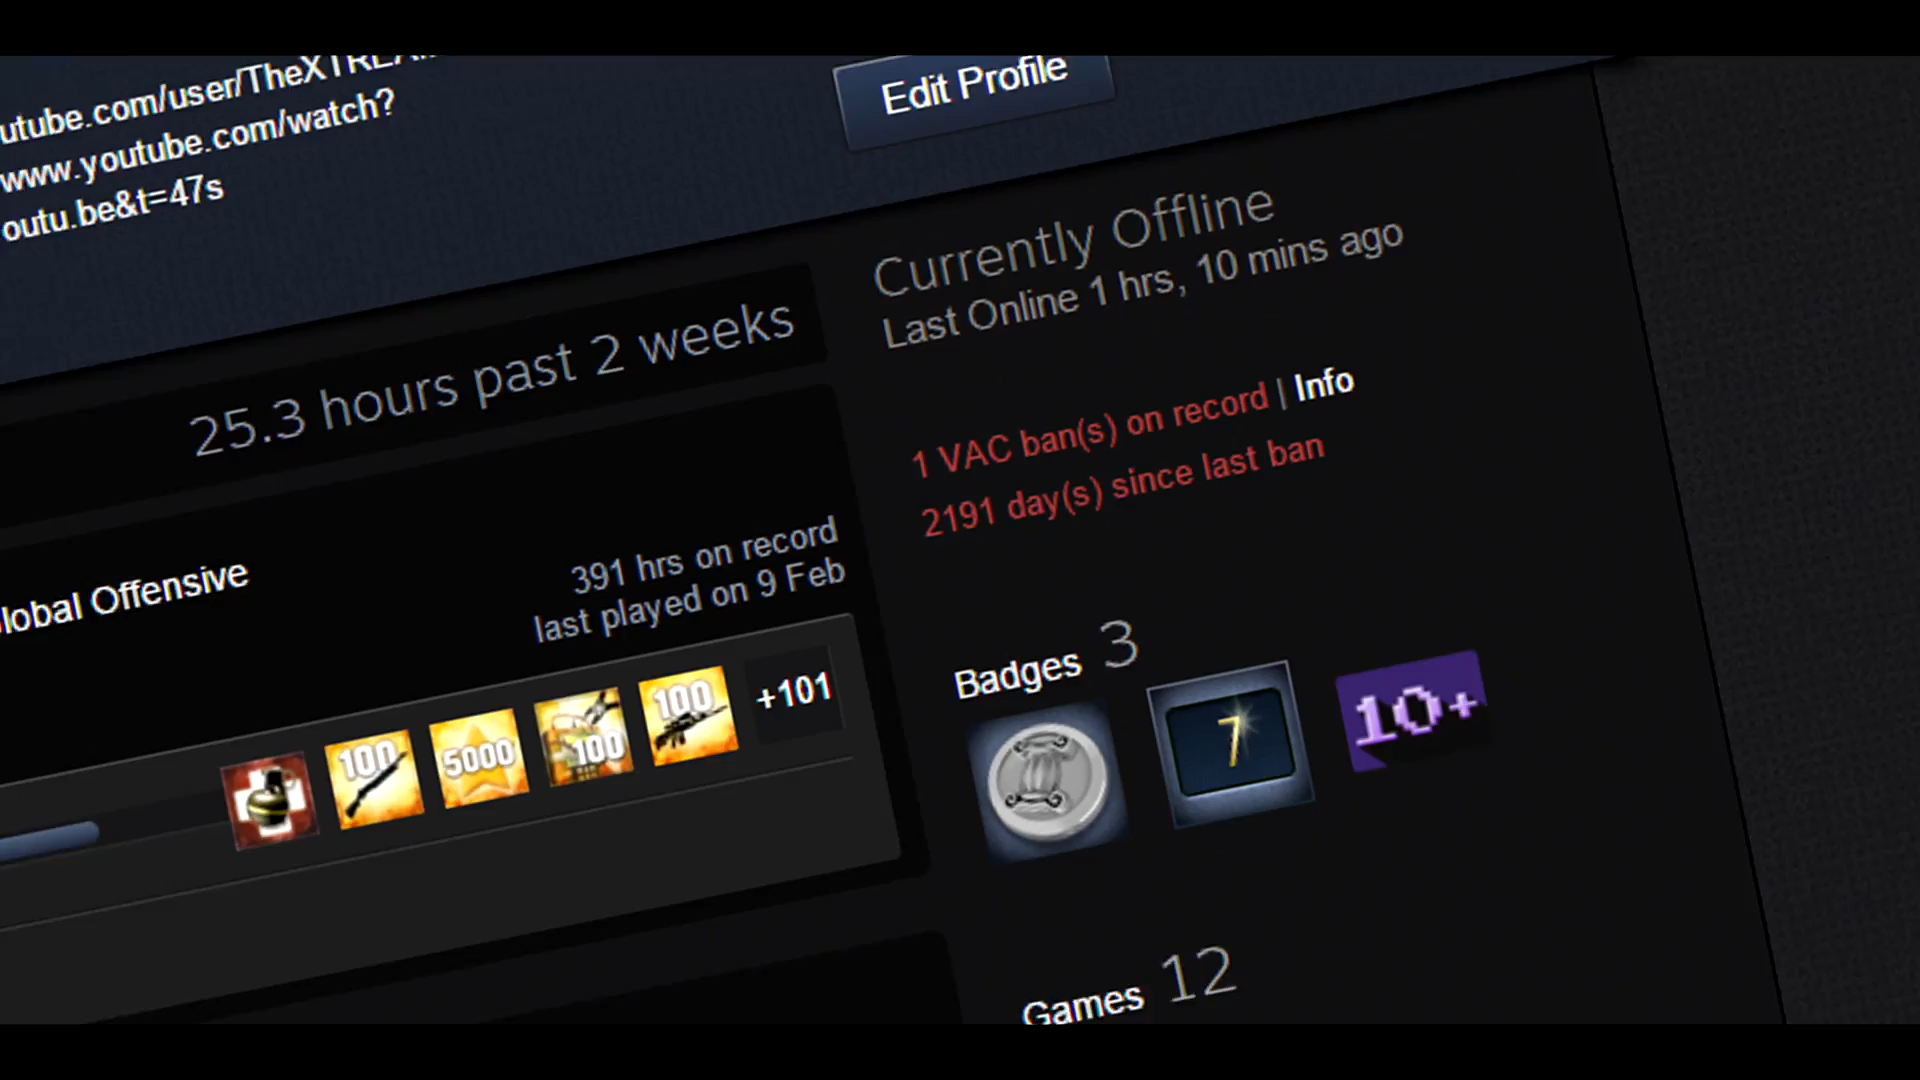 utube.com/user/TheXTREA
www.youtube.com/watch?
outu.be&t=47s
Edit Profile
Currently Offline
Last Online 1 hrs, 10 mins ago
25.3 hours past 2 weeks
1 VAC ban(s) on record | Info
2191 day(s) since last ban
lobal Offensive
391 hrs on record
last played on 9 Feb
100
5000
100
100
+101
Badges 3
7
10+
Games 12